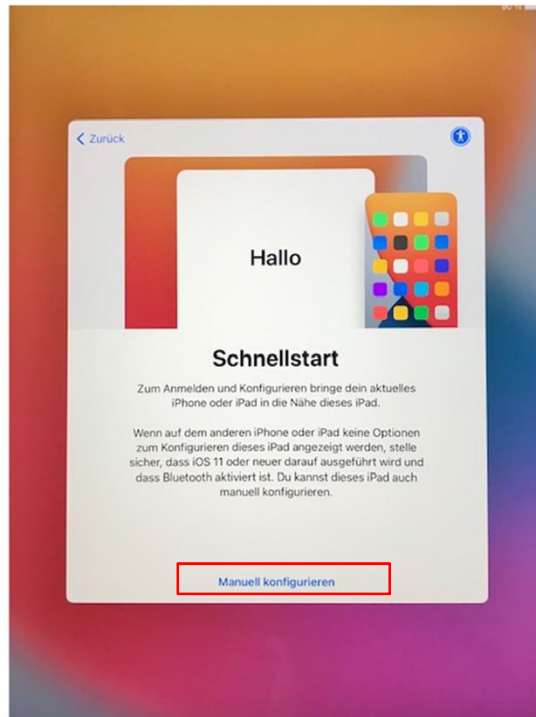 90 %
Zurück
Hallo
Schnellstart
Zum Anmelden und Konfigurieren bringe dein aktuelles
iPhone oder iPad in die Nähe dieses iPad.
Wenn auf dem anderen iPhone oder iPad keine Optionen
zum Konfigurieren dieses iPad angezeigt werden, stelle
sicher, dass iOS 11 oder neuer darauf ausgeführt wird und
dass Bluetooth aktiviert ist. Du kannst dieses iPad auch
manuell konfigurieren.
Manuell konfigurieren